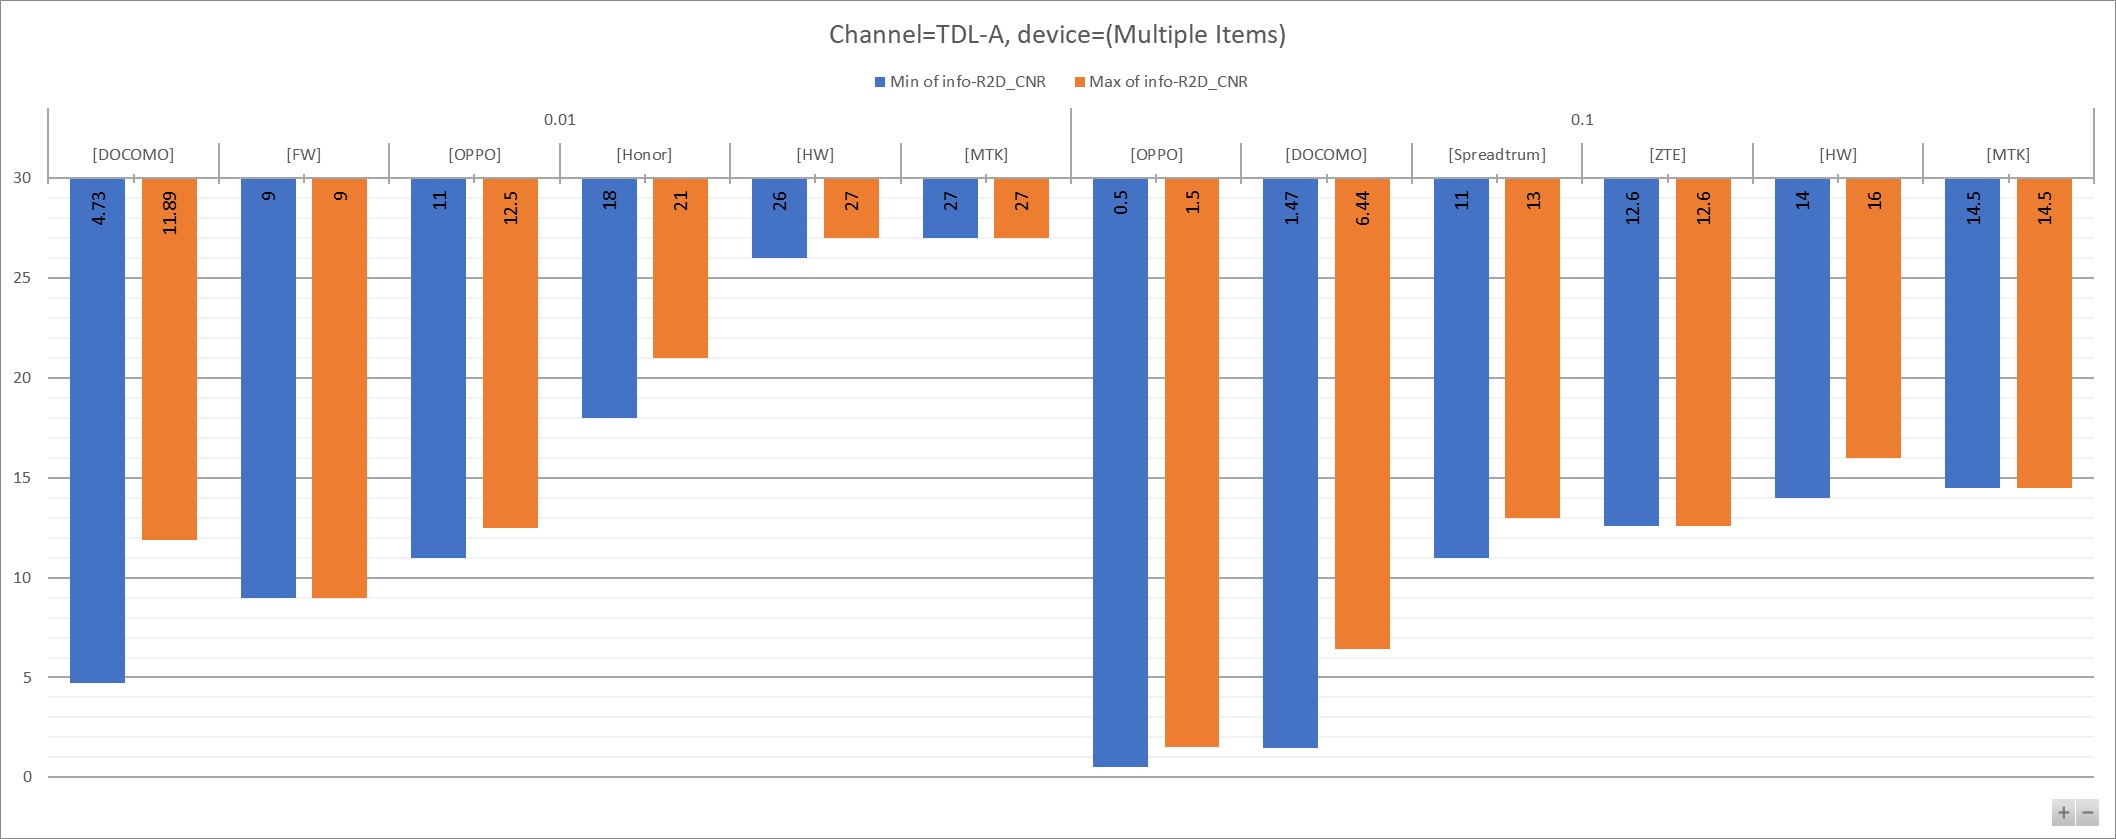 Channel=TDL-A, device=(Multiple Items)
Min of info-R2D_CNR Max of info-R2D_CNR
0.01 0.1
[DOCOMO] [FW] [OPPO] [Honor] [HW] [MTK] [OPPO] [DOCOMO] [Spreadtrum] [ZTE] [HW] [MTK]
30
4.73 11.89 9 9 11 12.5 18 21 26 27 27 27 0.5 1.5 1.47 6.44 11 13 12.6 12.6 14 16 14.5 14.5
25
20
15
10
5
0
+ −